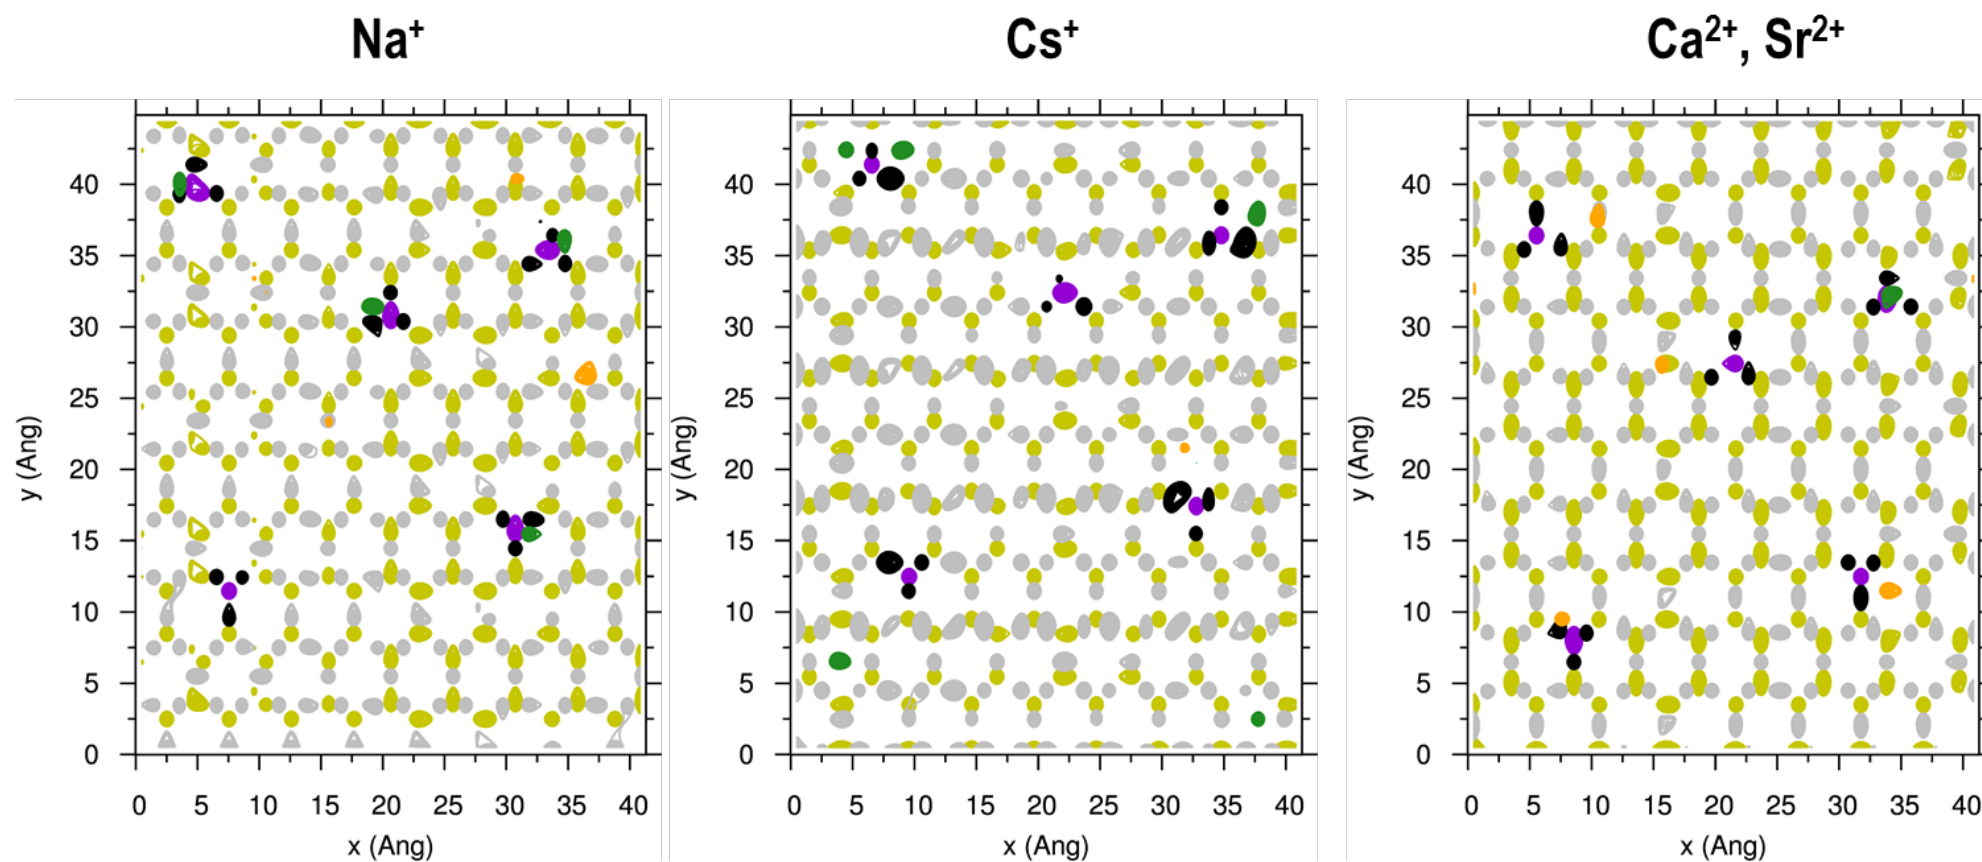 Na⁺ Cs⁺ Ca²⁺, Sr²⁺
40 40 40
35 35 35
30 30 30
25 25 25
20 20 20
15 15 15
10 10 10
5 5 5
0 0 0
y (Ang) y (Ang) y (Ang)
0 5 10 15 20 25 30 35 40 0 5 10 15 20 25 30 35 40 0 5 10 15 20 25 30 35 40
x (Ang) x (Ang) x (Ang)